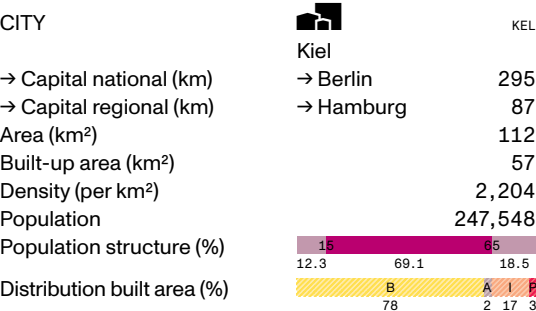 CITY KEL
Kiel
→ Capital national (km) → Berlin 295
→ Capital regional (km) → Hamburg 87
Area (km²) 112
Built-up area (km²) 57
Density (per km²) 2,204
Population 247,548
Population structure (%) 15 65
12.3 69.1 18.5
Distribution built area (%) B A I P
78 2 17 3